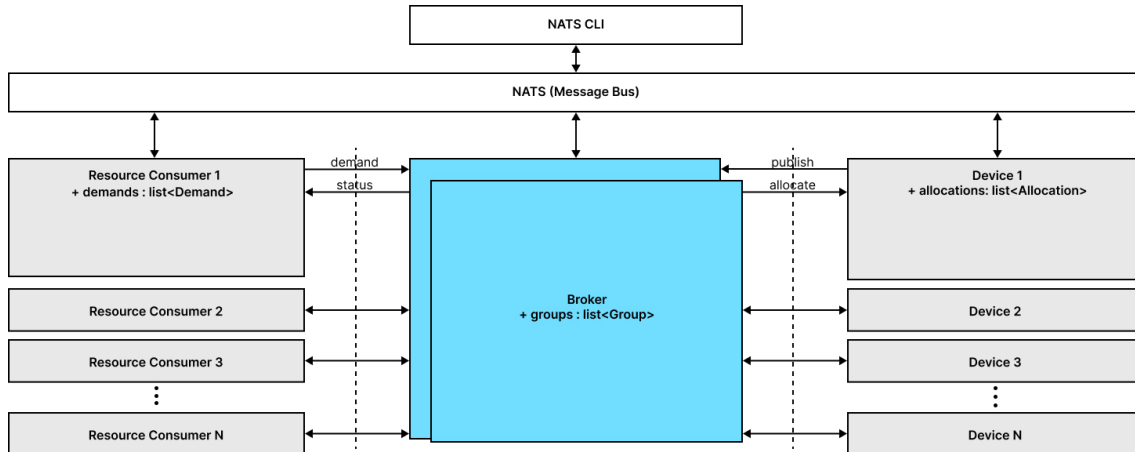 NATS CLI
NATS (Message Bus)
demand
publish
Resource Consumer 1
+ demands : list<Demand>
status
allocate
Device 1
+ allocations: list<Allocation>
Broker
+ groups : list<Group>
Resource Consumer 2
Device 2
Resource Consumer 3
Device 3
Resource Consumer N
Device N